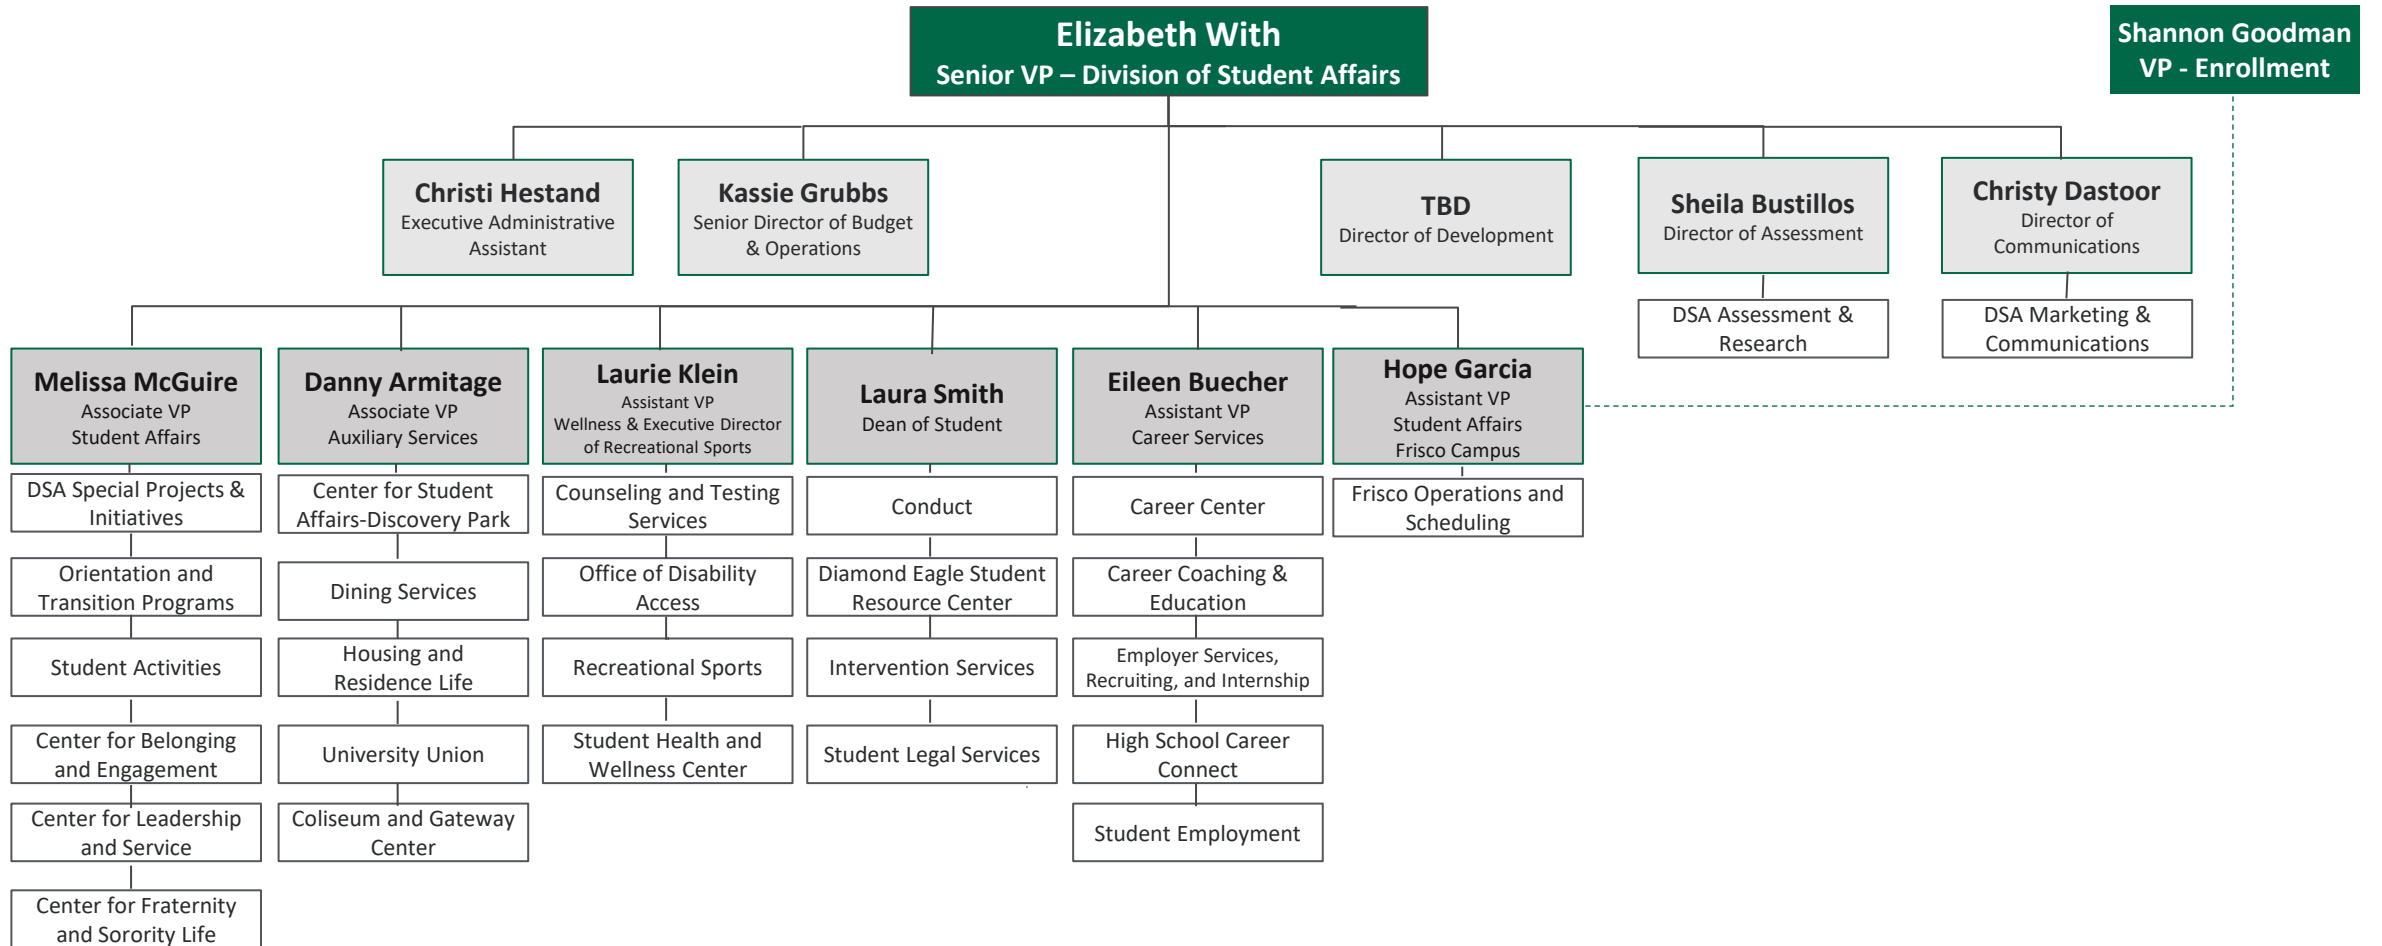 Elizabeth With
Senior VP – Division of Student Affairs
Shannon Goodman
VP - Enrollment
Christi Hestand
Executive Administrative
Assistant
Kassie Grubbs
Senior Director of Budget
& Operations
TBD
Director of Development
Sheila Bustillos
Director of Assessment
Christy Dastoor
Director of
Communications
DSA Assessment &
Research
DSA Marketing &
Communications
Melissa McGuire
Associate VP
Student Affairs
DSA Special Projects &
Initiatives
Orientation and
Transition Programs
Student Activities
Center for Belonging
and Engagement
Center for Leadership
and Service
Center for Fraternity
and Sorority Life
Danny Armitage
Associate VP
Auxiliary Services
Center for Student
Affairs-Discovery Park
Dining Services
Housing and
Residence Life
University Union
Coliseum and Gateway
Center
Laurie Klein
Assistant VP
Wellness & Executive Director
of Recreational Sports
Counseling and Testing
Services
Office of Disability
Access
Recreational Sports
Student Health and
Wellness Center
Laura Smith
Dean of Student
Conduct
Diamond Eagle Student
Resource Center
Intervention Services
Student Legal Services
Eileen Buecher
Assistant VP
Career Services
Career Center
Career Coaching &
Education
Employer Services,
Recruiting, and Internship
High School Career
Connect
Student Employment
Hope Garcia
Assistant VP
Student Affairs
Frisco Campus
Frisco Operations and
Scheduling